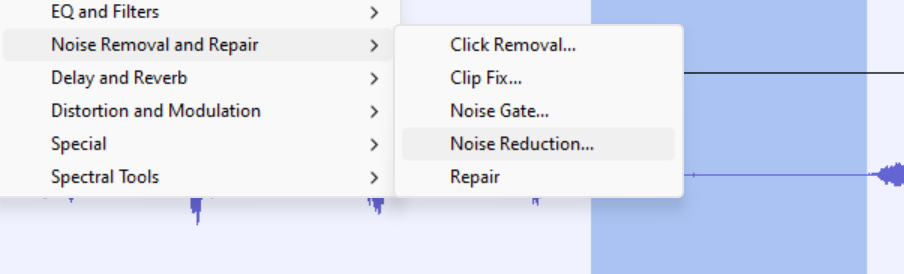 EQ and Filters
Noise Removal and Repair
Delay and Reverb
Distortion and Modulation
Special
Spectral Tools
Click Removal...
Clip Fix...
Noise Gate...
Noise Reduction...
Repair